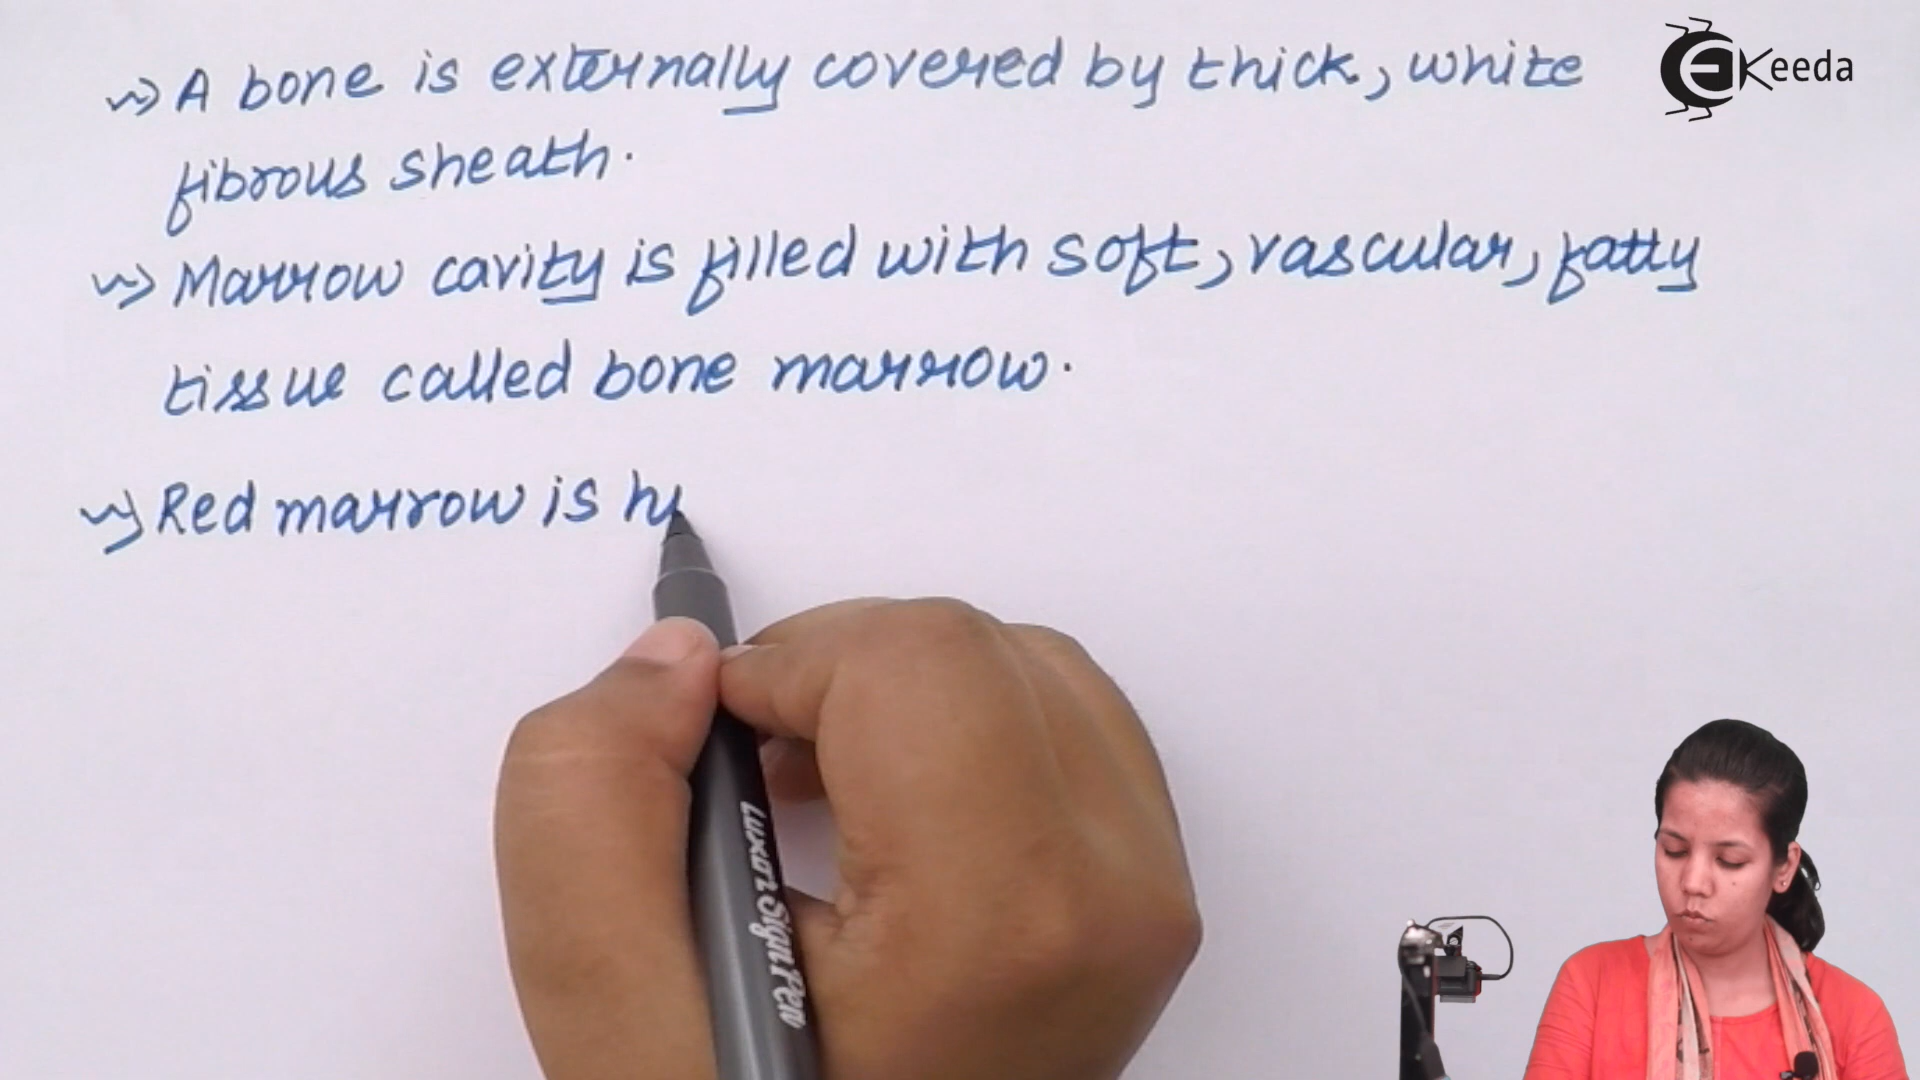 A bone is externally covered by thick, white
fibrous sheath.
Marrow cavity is filled with soft, vascular, fatty
tissue called bone marrow.
Red marrow is
EKeeda
Luxor Sign Pen